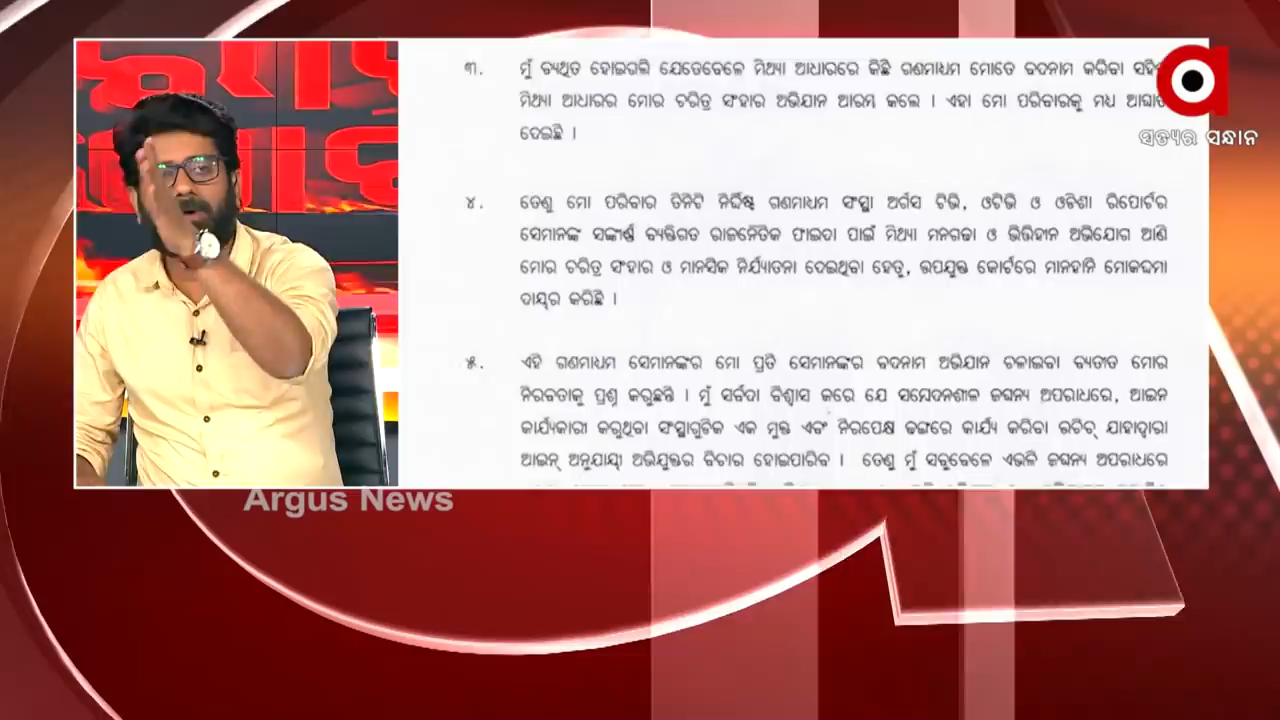 ୩. ମୁଁ ବ୍ୟଥିତ ହୋଇଗଲି ଯେତେବେଳେ ମିଥ୍ୟା ଆଧାରରେ କିଛି ଗଣମାଧ୍ୟମ ମୋତେ ବଦନାମ କରିବା
ମିଥ୍ୟା ଆଧାରର ମୋର ଚରିତ୍ର ସଂହାର ଅଭିଯାନ ଆରମ୍ଭ କଲେ । ଏହା ମୋ ପରିବାରକୁ ମଧ୍ୟ
ଦେଇଛି ।
ସତ୍ୟର ସନ୍ଧାନ
୪. ତେଣୁ ମୋ ପରିବାର ତିନିଟି ନିର୍ଦ୍ଦିଷ୍ଟ ଗଣମାଧ୍ୟମ ସଂସ୍ଥା ଅର୍ଗସ ଟିଭି, ଓଟିଭି ଓ ଓଡିଶା ରିପୋର୍ଟର
ସେମାନଙ୍କ ସଙ୍କୀର୍ଣ୍ଣ ବ୍ୟକ୍ତିଗତ ରାଜନୈତିକ ଫାଇଦା ପାଇଁ ମିଥ୍ୟା ମନଗଢା ଓ ଭିତ୍ତିହୀନ ଅଭିଯୋଗ ଆଣି
ମୋର ଚରିତ୍ର ସଂହାର ଓ ମାନସିକ ନିର୍ଯ୍ୟାତନା ଦେଇଥିବା ହେତୁ, ଉପଯୁକ୍ତ କୋର୍ଟରେ ମାନହାନି ମୋକଦ୍ଦମା
ଦାୟର କରିଛି ।
୫. ଏହି ଗଣମାଧ୍ୟମ ସେମାନଙ୍କର ମୋ ପ୍ରତି ସେମାନଙ୍କର ବଦନାମ ଅଭିଯାନ ଚଳାଇବା ବ୍ୟତୀତ ମୋର
ନିରବତାକୁ ପ୍ରଶ୍ନ କରୁଛନ୍ତି । ମୁଁ ସର୍ବଦା ବିଶ୍ୱାସ କରେ ଯେ ସମ୍ବେଦନଶୀଳ ଜଘନ୍ୟ ଅପରାଧରେ, ଆଇନ
କାର୍ଯ୍ୟକାରୀ କରୁଥିବା ସଂସ୍ଥାଗୁଡିକ ଏକ ମୁକ୍ତ ଏବଂ ନିରପେକ୍ଷ ଢଙ୍ଗରେ କାର୍ଯ୍ୟ କରିବା ଉଚିତ୍ ଯାହାଦ୍ୱାରା
ଆଇନ୍ ଅନୁଯାୟୀ ଅଭିଯୁକ୍ତର ବିଚାର ହୋଇପାରିବ । ତେଣୁ ମୁଁ ସବୁବେଳେ ଏଭଳି ଜଘନ୍ୟ ଅପରାଧରେ
Argus News